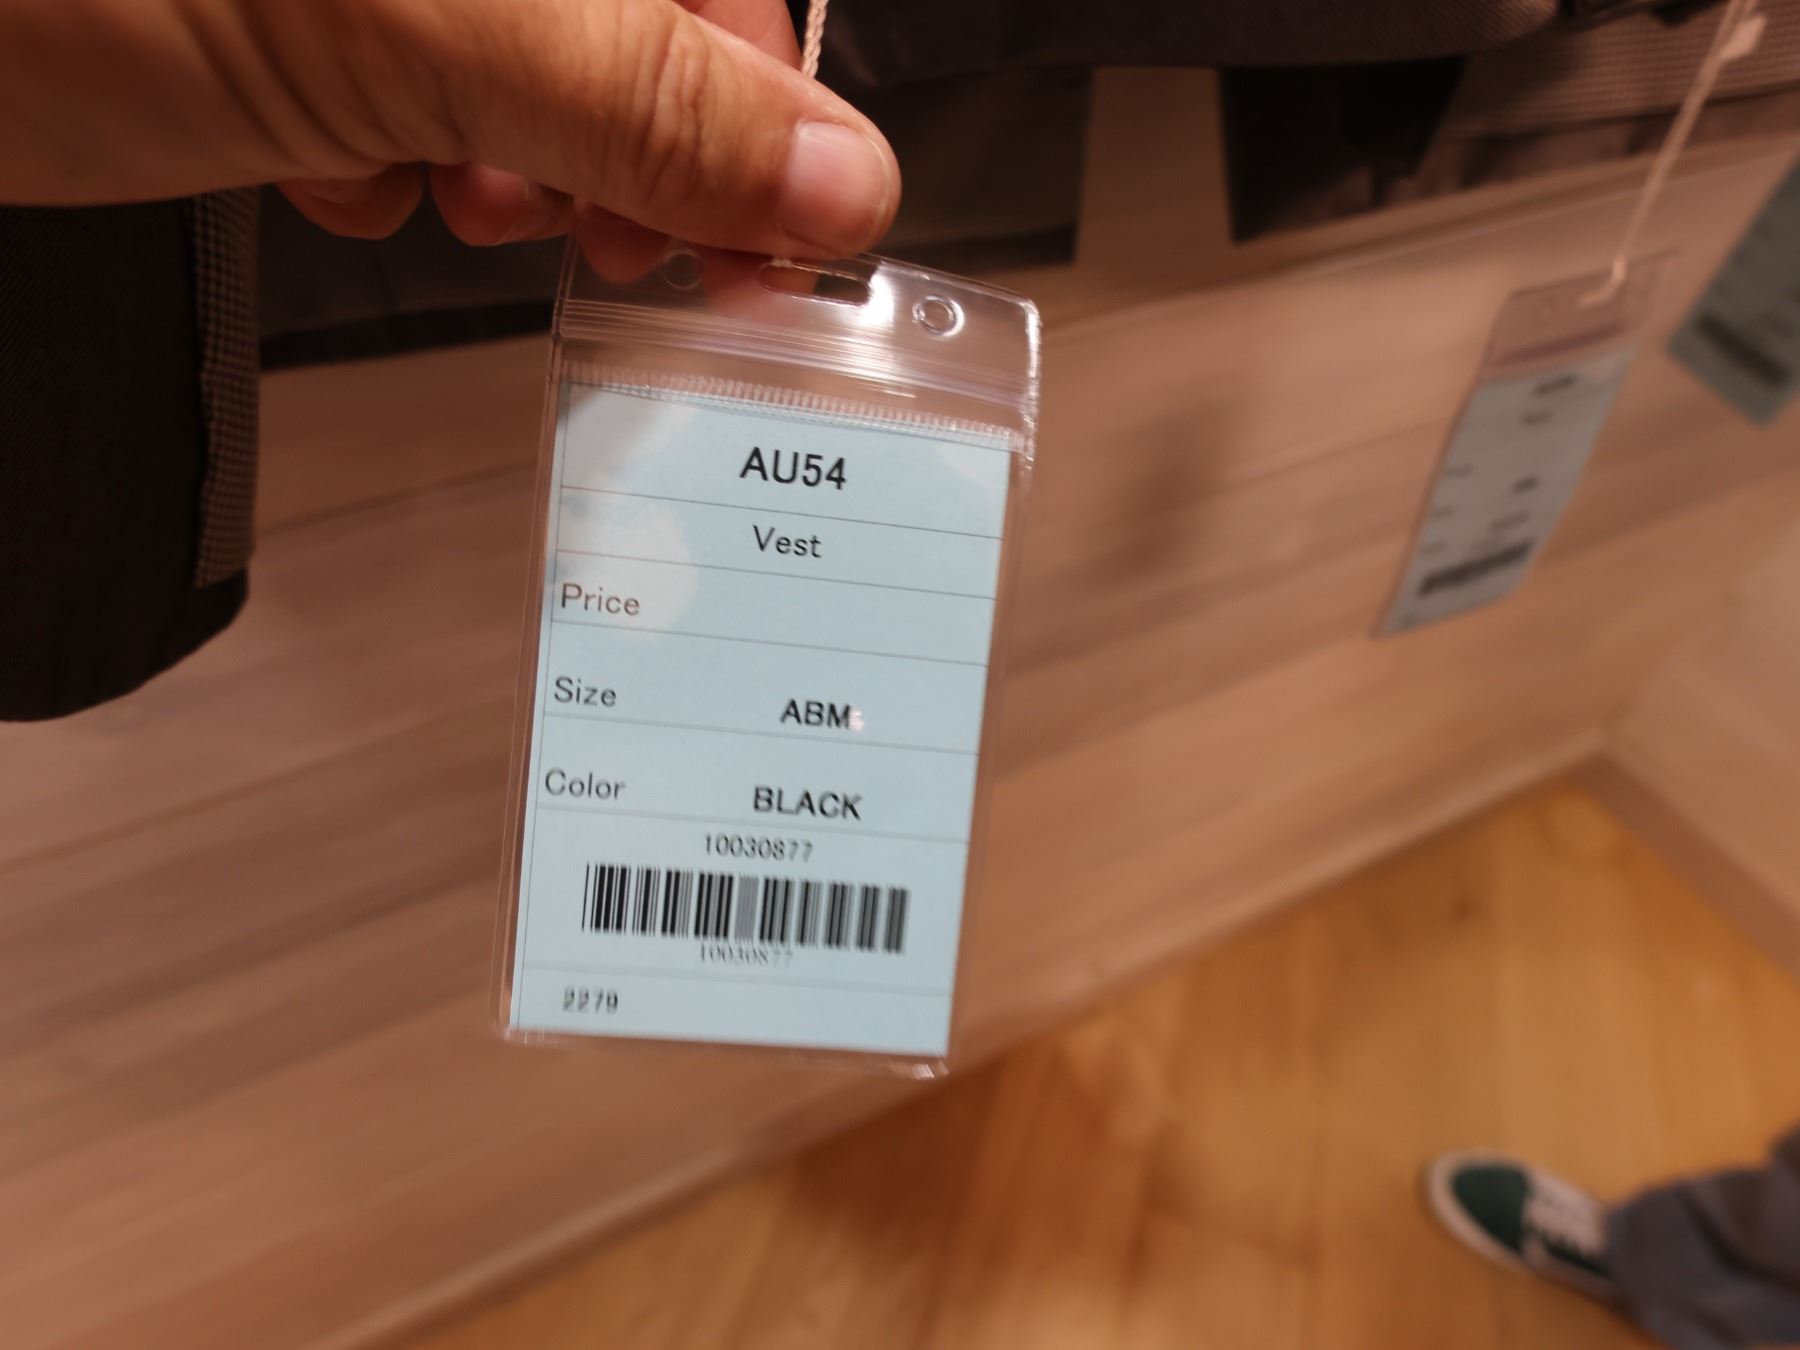 AU54
Vest
Price
Size ABM
Color BLACK
10030877
10030877
2279